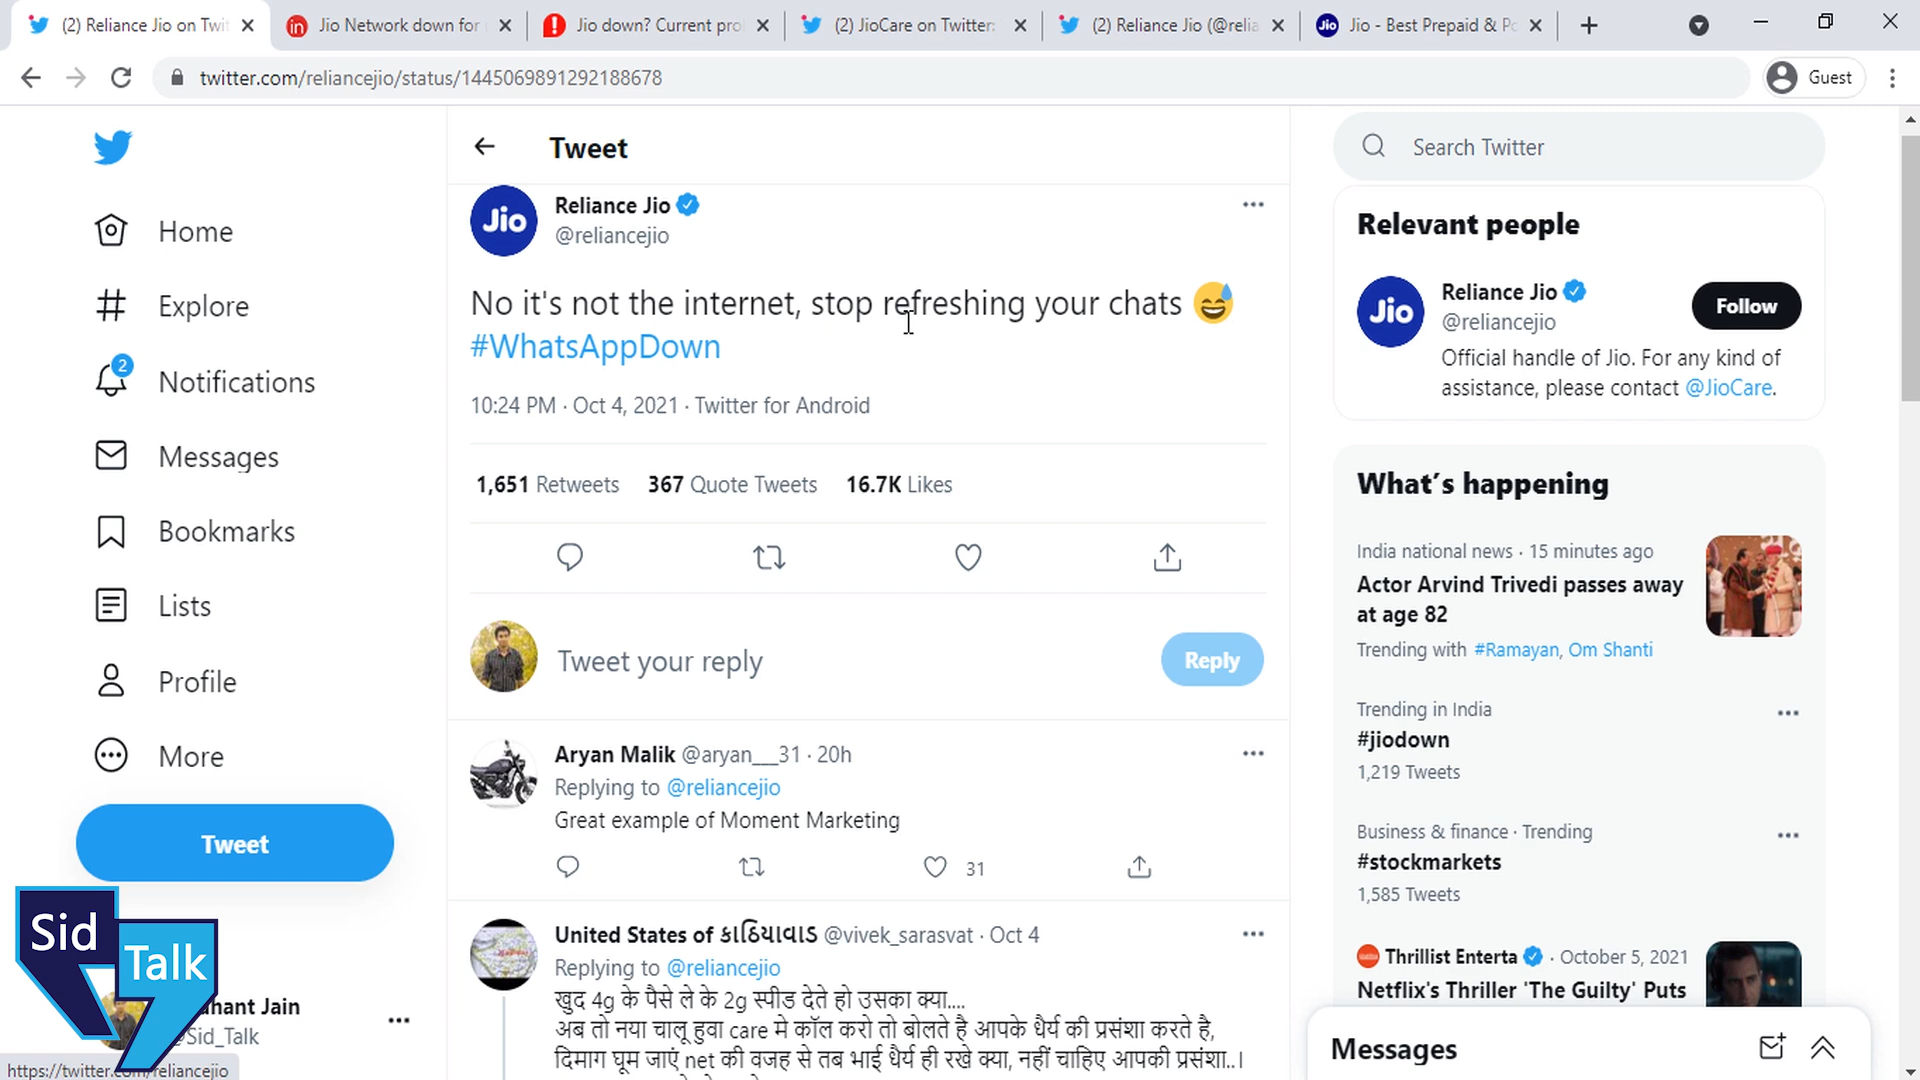 (2) Reliance Jio on Twit
Jio Network down for
Jio down? Current pro
(2) JioCare on Twitter:
(2) Reliance Jio (@relia
Jio
Jio - Best Prepaid & Po
twitter.com/reliancejio/status/1445069891292188678
Guest
Home
Explore
2
Notifications
Messages
Bookmarks
Lists
Profile
More
Tweet
Sid
Talk
hant Jain
@Sid_Talk
https://twitter.com/reliancejio
Tweet
Jio
Reliance Jio
@reliancejio
No it's not the internet, stop refreshing your chats 😅
#WhatsAppDown
10:24 PM · Oct 4, 2021 · Twitter for Android
1,651 Retweets 367 Quote Tweets 16.7K Likes
Tweet your reply
Reply
Aryan Malik @aryan___31 · 20h
Replying to @reliancejio
Great example of Moment Marketing
31
United States of કાઠિયાવાડ @vivek_sarasvat · Oct 4
Replying to @reliancejio
खुद 4g के पैसे ले के 2g स्पीड देते हो उसका क्या....
अब तो नया चालू हुवा care मे कॉल करो तो बोलते है आपके धैर्य की प्रसंशा करते है,
दिमाग घूम जाएं net की वजह से तब भाई धैर्य ही रखे क्या, नहीं चाहिए आपकी प्रसंशा..।
Search Twitter
Relevant people
Jio
Reliance Jio
@reliancejio
Follow
Official handle of Jio. For any kind of
assistance, please contact @JioCare.
What's happening
India national news · 15 minutes ago
Actor Arvind Trivedi passes away
at age 82
Trending with #Ramayan, Om Shanti
Trending in India
#jiodown
1,219 Tweets
Business & finance · Trending
#stockmarkets
1,585 Tweets
Thrillist Enterta · October 5, 2021
Netflix's Thriller 'The Guilty' Puts
Messages